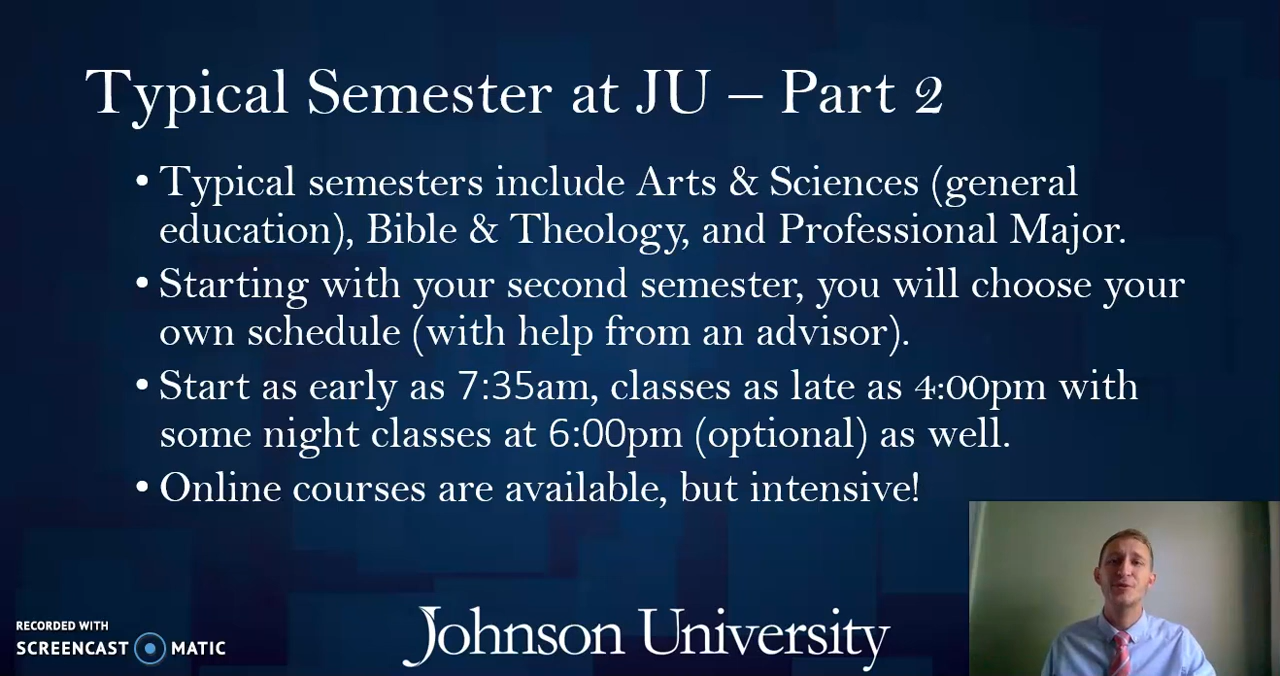 Typical Semester at JU – Part 2
• Typical semesters include Arts & Sciences (general
education), Bible & Theology, and Professional Major.
• Starting with your second semester, you will choose your
own schedule (with help from an advisor).
• Start as early as 7:35am, classes as late as 4:00pm with
some night classes at 6:00pm (optional) as well.
• Online courses are available, but intensive!
RECORDED WITH
SCREENCAST MATIC
Johnson University